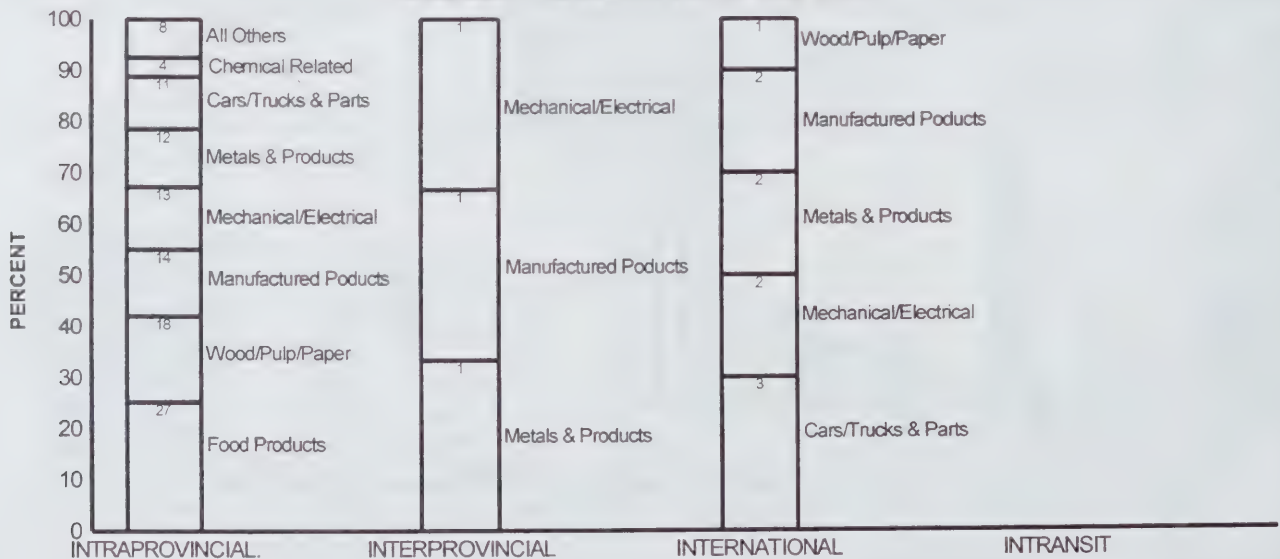 PERCENT
100
90
80
70
60
50
40
30
20
10
0
8 All Others
4 Chemical Related
11 Cars/Trucks & Parts
12 Metals & Products
13 Mechanical/Electrical
14 Manufactured Poducts
18 Wood/Pulp/Paper
27 Food Products
1 Mechanical/Electrical
1 Manufactured Poducts
1 Metals & Products
1 Wood/Pulp/Paper
2 Manufactured Poducts
2 Metals & Products
2 Mechanical/Electrical
3 Cars/Trucks & Parts
INTRAPROVINCIAL. INTERPROVINCIAL INTERNATIONAL INTRANSIT